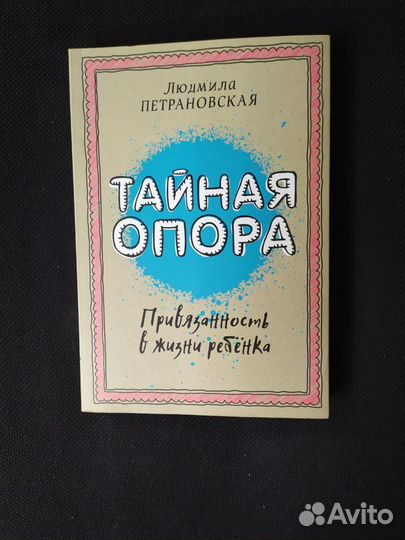 Людмила
ПЕТРАНОВСКАЯ
ТАЙНАЯ
ОПОРА
Привязанность
в жизни ребёнка
Avito